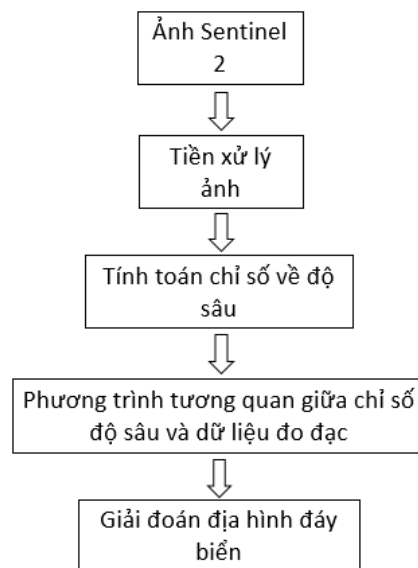 Ảnh Sentinel
2
Tiền xử lý
ảnh
Tính toán chỉ số về độ
sâu
Phương trình tương quan giữa chỉ số
độ sâu và dữ liệu đo đạc
Giải đoán địa hình đáy
biển